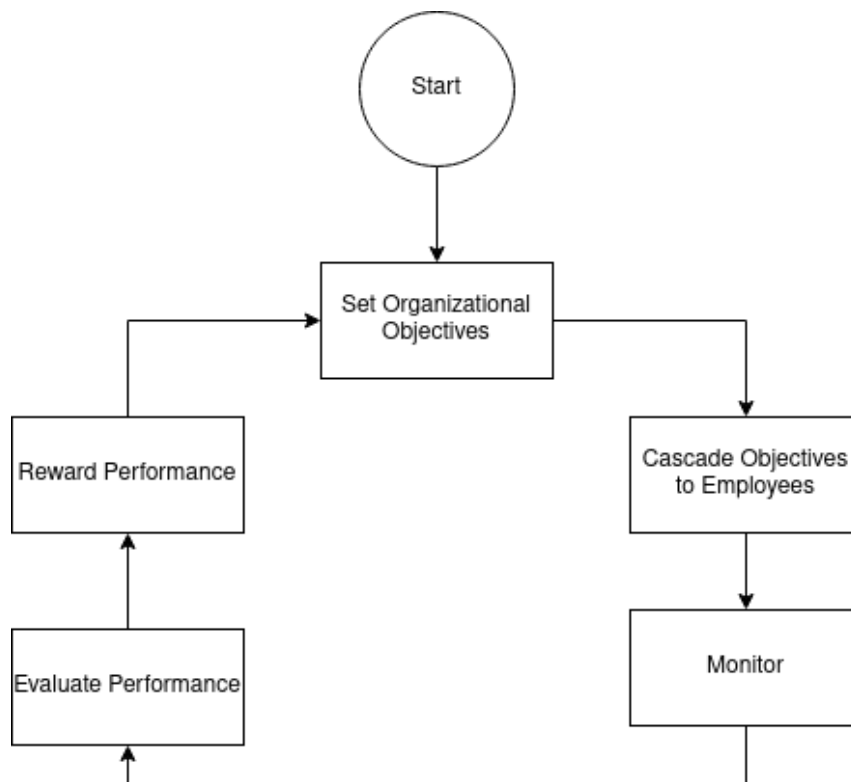 Start
Set Organizational
Objectives
Reward Performance
Cascade Objectives
to Employees
Evaluate Performance
Monitor